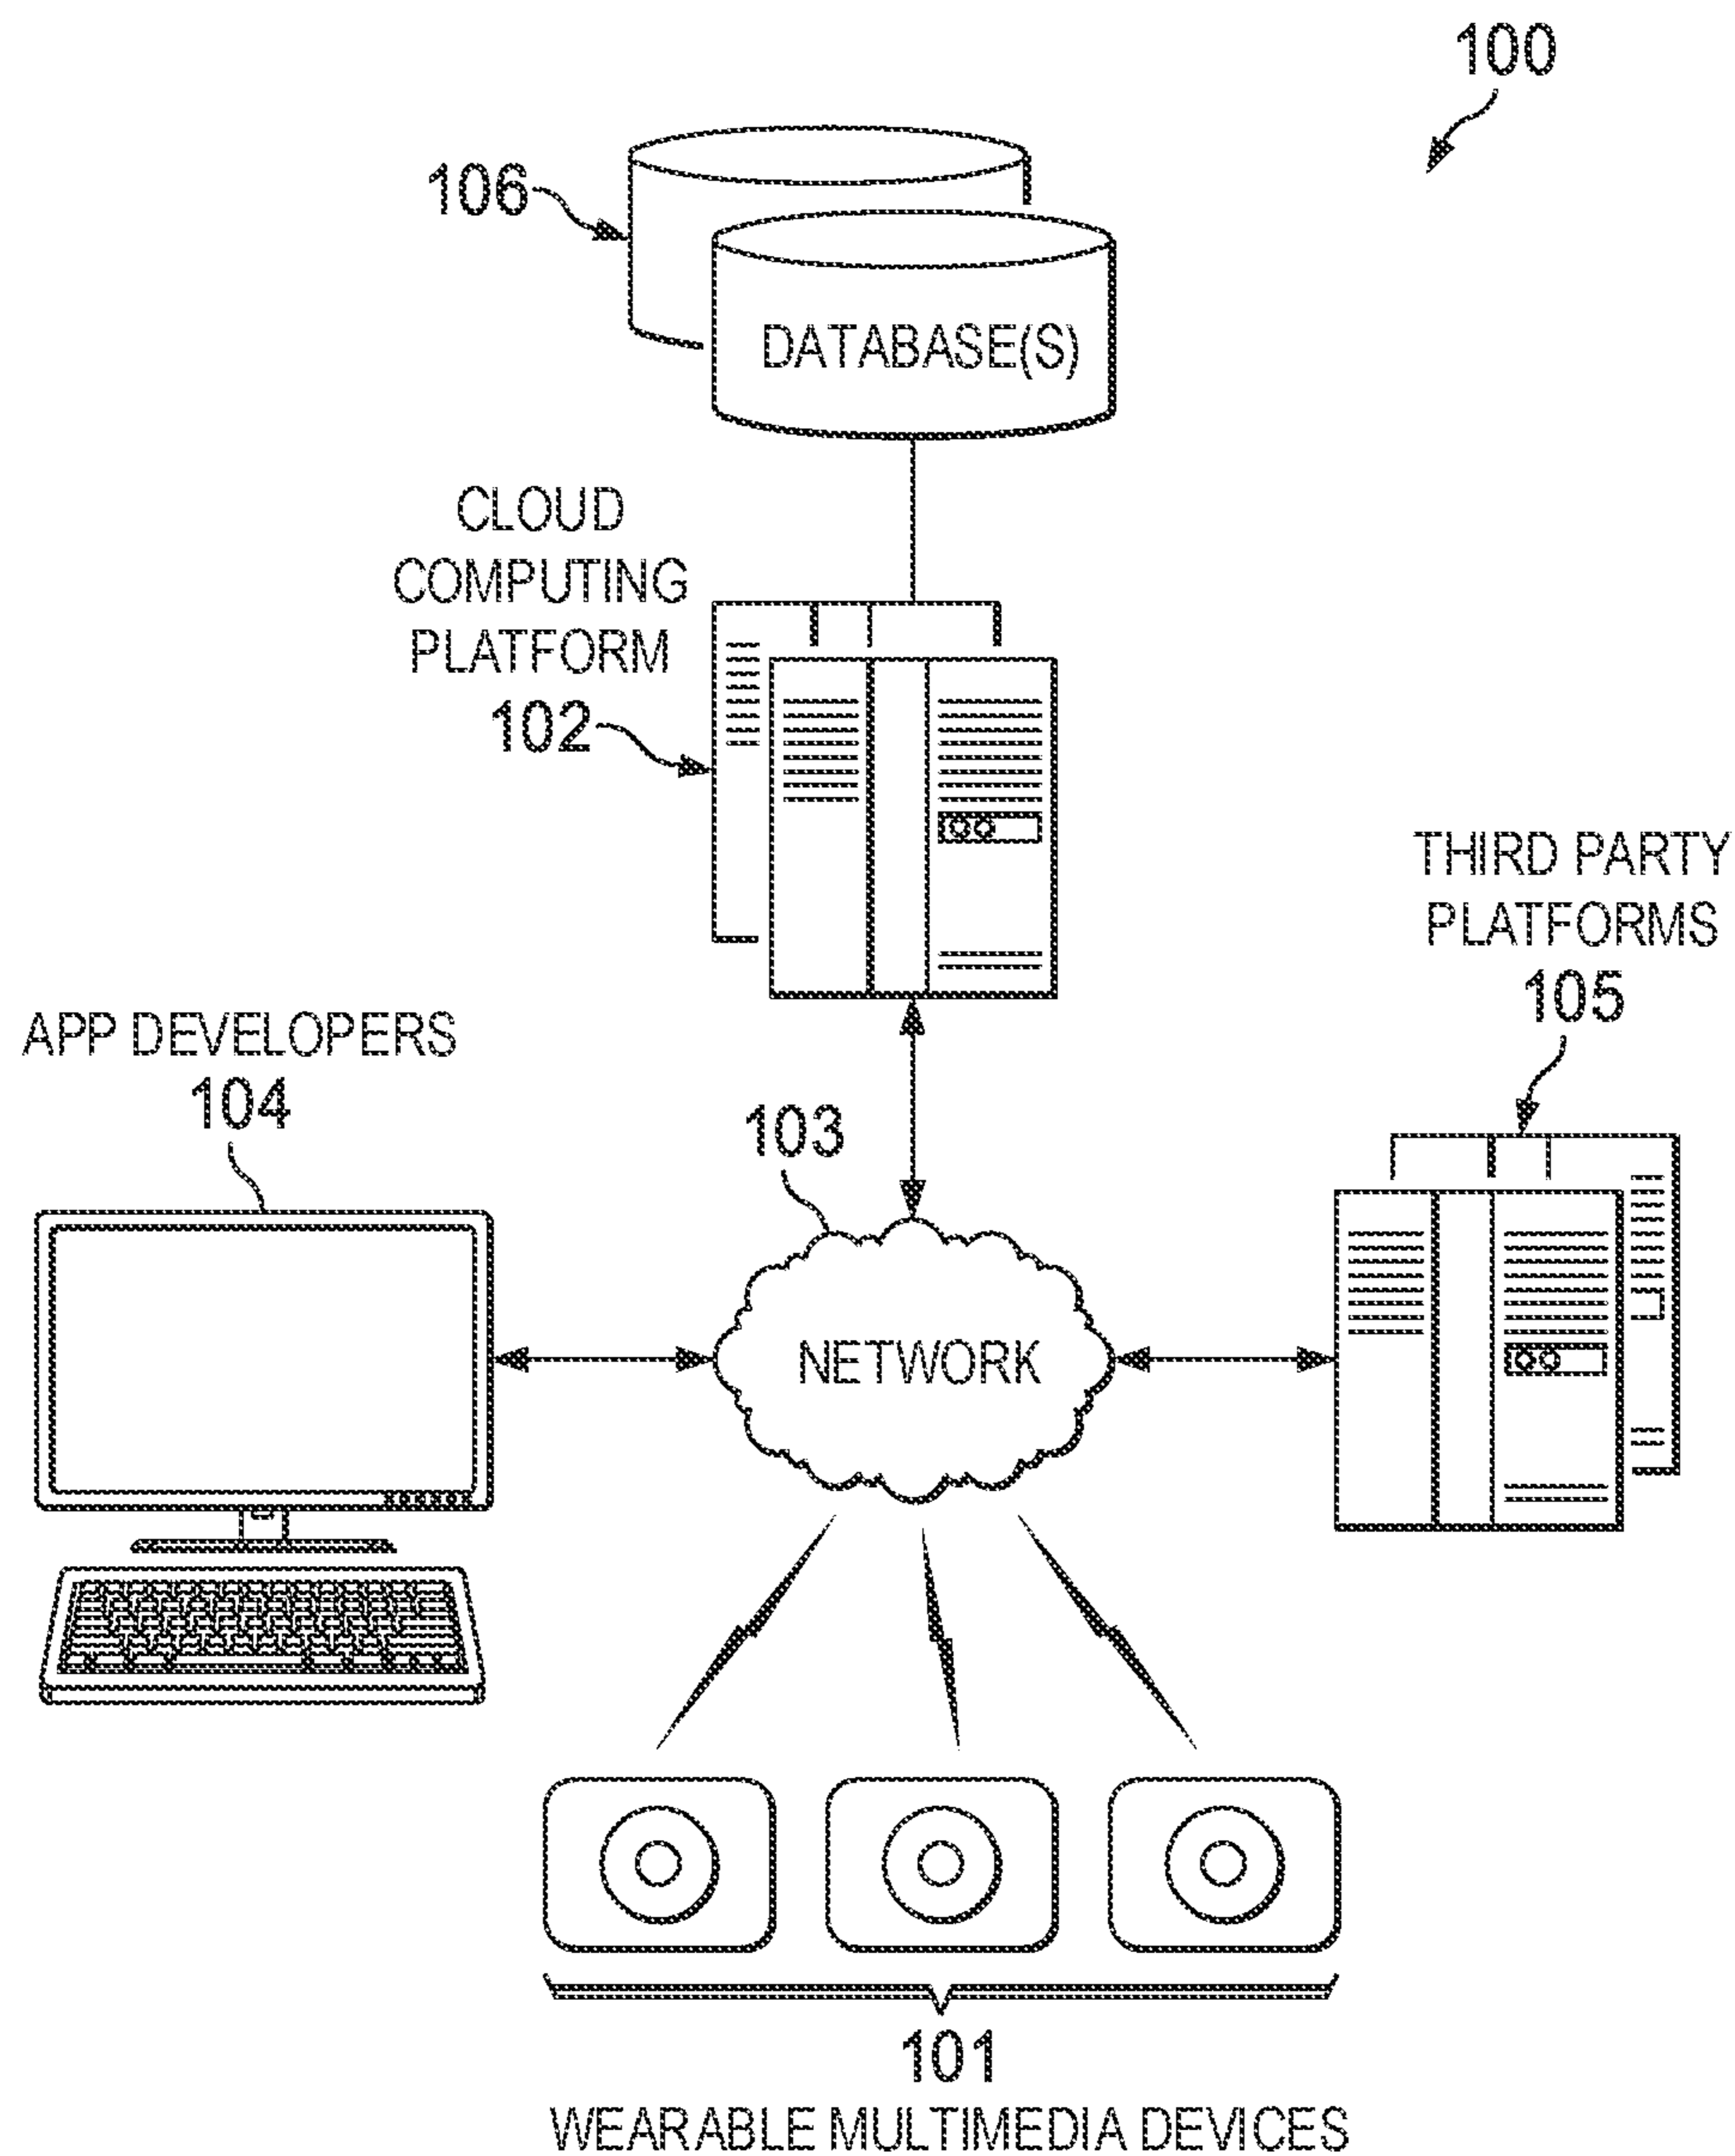 100
106
DATABASE(S)
CLOUD
COMPUTING
PLATFORM
102
THIRD PARTY
PLATFORMS
105
APP DEVELOPERS
104
103
NETWORK
101
WEARABLE MULTIMEDIA DEVICES